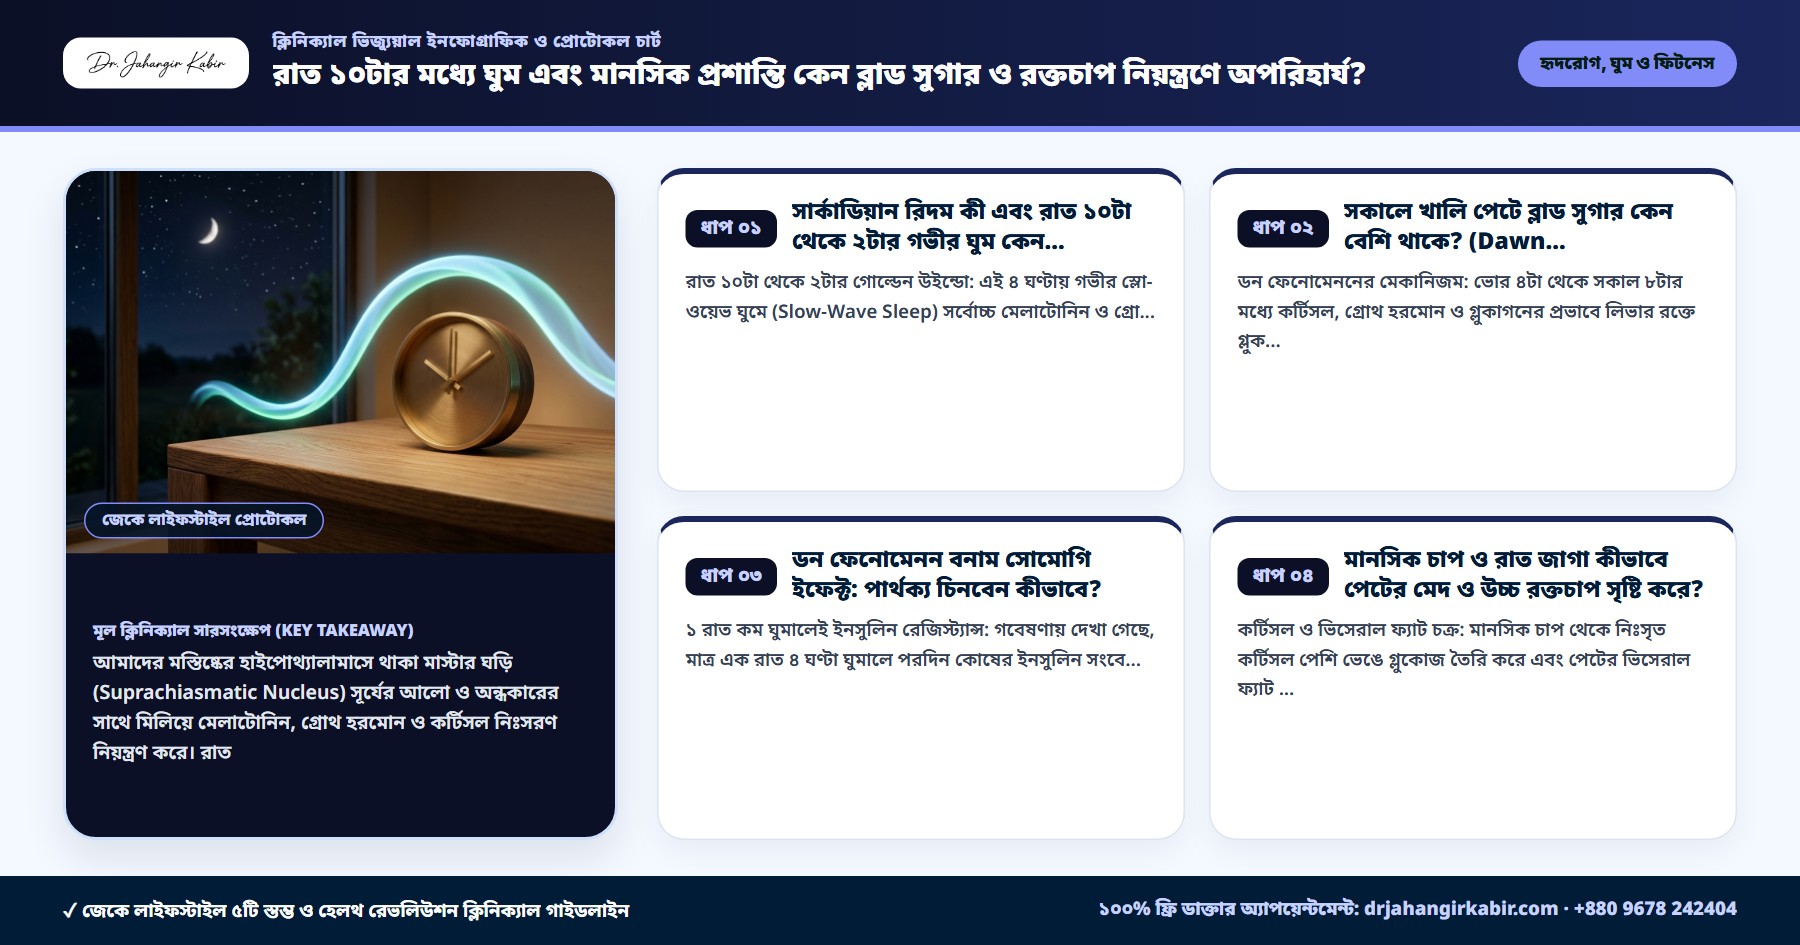 Dr. Jahangir Kabir
ক্লিনিক্যাল ভিজ্যুয়াল ইনফোগ্রাফিক ও প্রোটোকল চার্ট
রাত ১০টার মধ্যে ঘুম এবং মানসিক প্রশান্তি কেন ব্লাড সুগার ও রক্তচাপ নিয়ন্ত্রণে অপরিহার্য?
হৃদরোগ, ঘুম ও ফিটনেস
জেকে লাইফস্টাইল প্রোটোকল
মূল ক্লিনিক্যাল সারসংক্ষেপ (KEY TAKEAWAY)
আমাদের মস্তিষ্কের হাইপোথ্যালামাসে থাকা মাস্টার ঘড়ি
(Suprachiasmatic Nucleus) সূর্যের আলো ও অন্ধকারের
সাথে মিলিয়ে মেলাটোনিন, গ্রোথ হরমোন ও কর্টিসল নিঃসরণ
নিয়ন্ত্রণ করে। রাত
ধাপ ০১
সার্কাডিয়ান রিদম কী এবং রাত ১০টা
থেকে ২টার গভীর ঘুম কেন...
রাত ১০টা থেকে ২টার গোল্ডেন উইন্ডো: এই ৪ ঘণ্টায় গভীর স্লো-
ওয়েভ ঘুমে (Slow-Wave Sleep) সর্বোচ্চ মেলাটোনিন ও গ্রো...
ধাপ ০২
সকালে খালি পেটে ব্লাড সুগার কেন
বেশি থাকে? (Dawn...
ডন ফেনোমেননের মেকানিজম: ভোর ৪টা থেকে সকাল ৮টার
মধ্যে কর্টিসল, গ্রোথ হরমোন ও গ্লুকাগনের প্রভাবে লিভার রক্তে
গ্লুক...
ধাপ ০৩
ডন ফেনোমেনন বনাম সোমোগি
ইফেক্ট: পার্থক্য চিনবেন কীভাবে?
১ রাত কম ঘুমালেই ইনসুলিন রেজিস্ট্যান্স: গবেষণায় দেখা গেছে,
মাত্র এক রাত ৪ ঘণ্টা ঘুমালে পরদিন কোষের ইনসুলিন সংবে...
ধাপ ০৪
মানসিক চাপ ও রাত জাগা কীভাবে
পেটের মেদ ও উচ্চ রক্তচাপ সৃষ্টি করে?
কর্টিসল ও ভিসেরাল ফ্যাট চক্র: মানসিক চাপ থেকে নিঃসৃত
কর্টিসল পেশি ভেঙে গ্লুকোজ তৈরি করে এবং পেটের ভিসেরাল
ফ্যাট ...
✓ জেকে লাইফস্টাইল ৫টি স্তম্ভ ও হেলথ রেভলিউশন ক্লিনিক্যাল গাইডলাইন
১০০% ফ্রি ডাক্তার অ্যাপয়েন্টমেন্ট: drjahangirkabir.com · +880 9678 242404